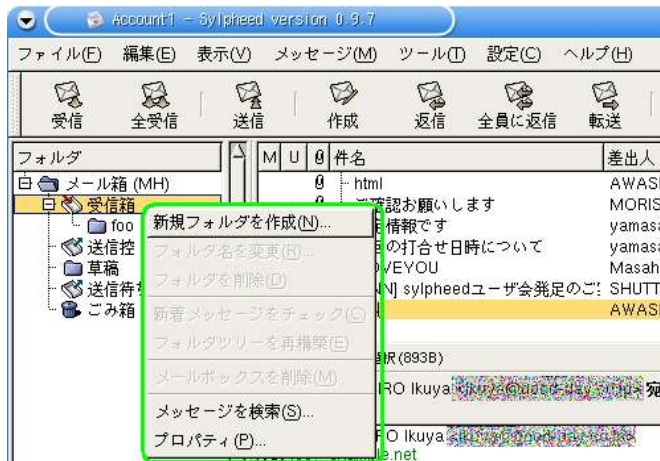 Account1 - Sylpheed version 0.9.7
ファイル(F) 編集(E) 表示(V) メッセージ(M) ツール(T) 設定(C) ヘルプ(H)
受信 全受信 送信 作成 返信 全員に返信 転送
フォルダ M U 件名 差出人
メール箱 (MH)
受信箱
foo
送信控
草稿
送信待
ごみ箱
html AWAS
確認お願いします MORIS
情報です yamasa
の打合せ日時について yamasa
OVEYOU Masah
sylpheedユーザ会発足のご SHUTT
AWAS
新規フォルダを作成(N)...
フォルダ名を変更(R)...
フォルダを削除(D)
新着メッセージをチェック(C)
フォルダツリーを再構築(E)
メールボックスを削除(M)
メッセージを検索(S)...
プロパティ(P)...
択(893B)
RO Ikuya 宛
O Ikuya
.net